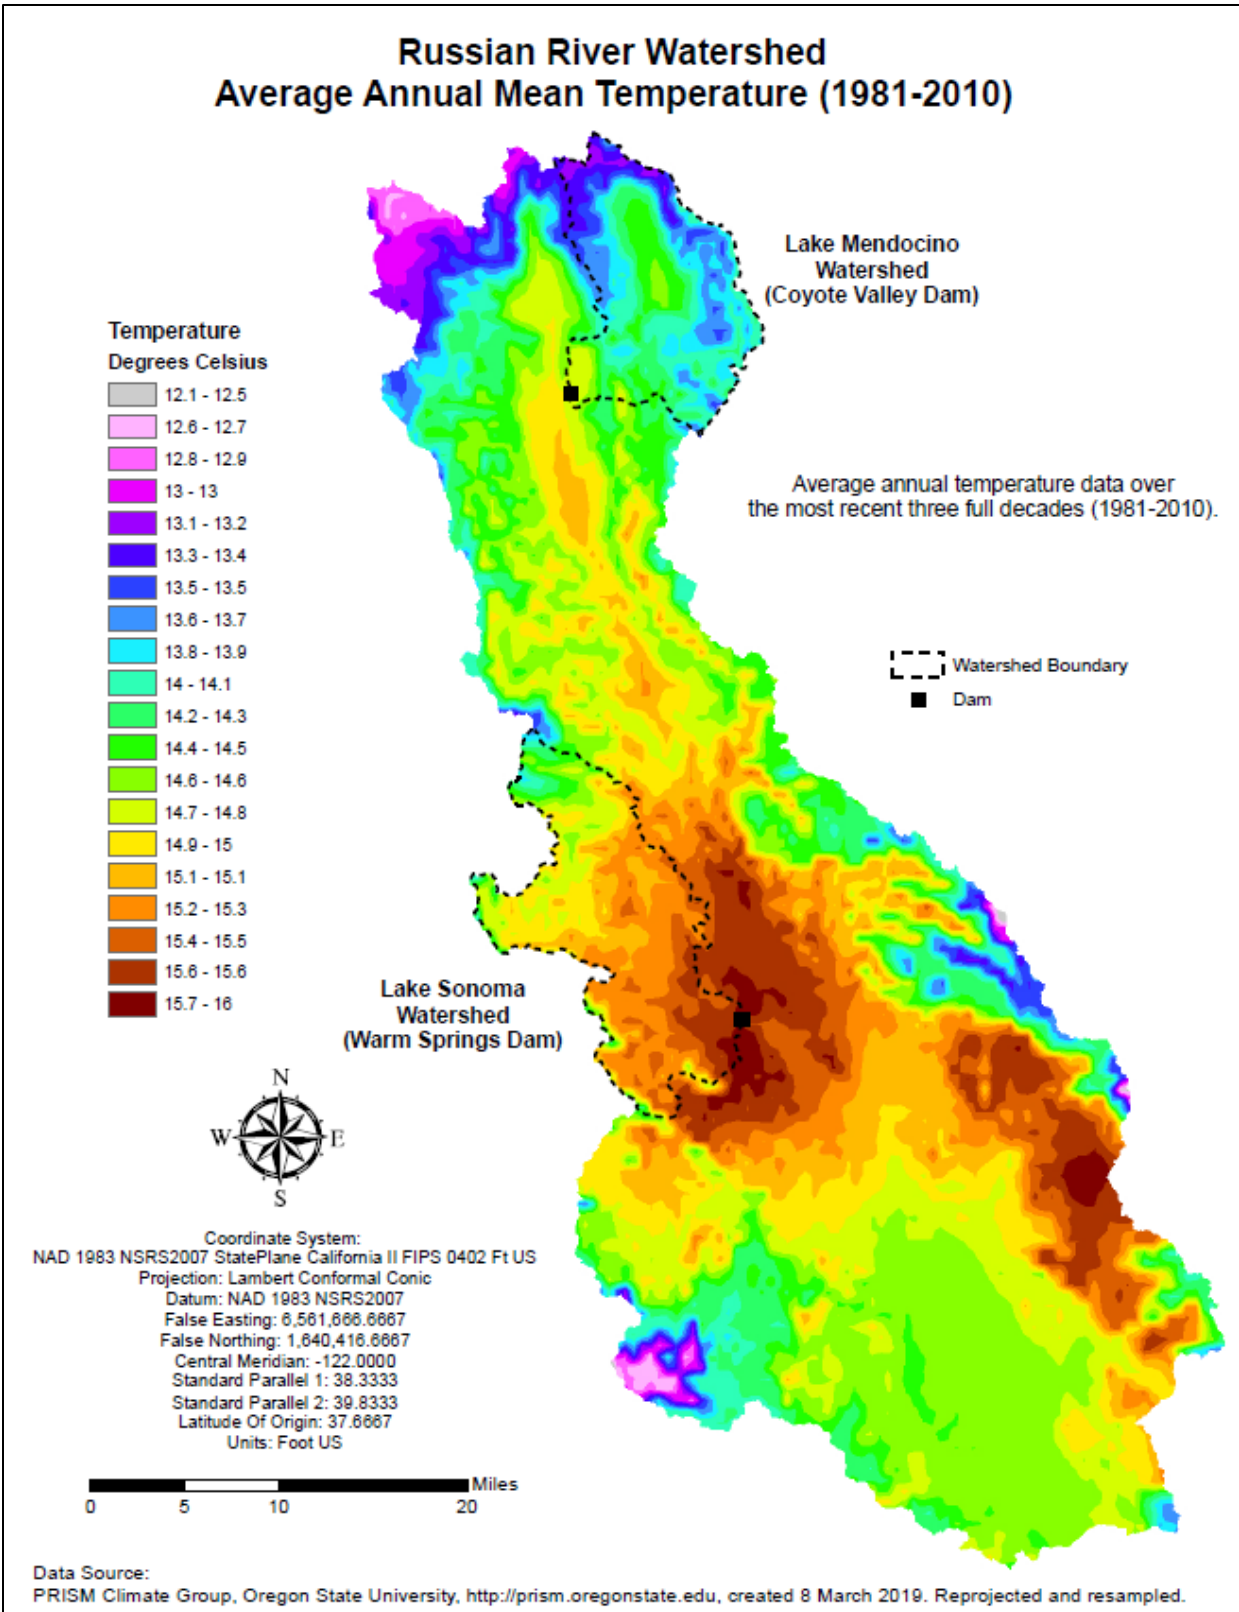 Russian River Watershed
Average Annual Mean Temperature (1981-2010)
Lake Mendocino
Watershed
(Coyote Valley Dam)
Temperature
Degrees Celsius
12.1 - 12.5
12.6 - 12.7
12.8 - 12.9
13 - 13
13.1 - 13.2
13.3 - 13.4
13.5 - 13.5
13.6 - 13.7
13.8 - 13.9
14 - 14.1
14.2 - 14.3
14.4 - 14.5
14.6 - 14.6
14.7 - 14.8
14.9 - 15
15.1 - 15.1
15.2 - 15.3
15.4 - 15.5
15.6 - 15.6
15.7 - 16
Average annual temperature data over
the most recent three full decades (1981-2010).
Watershed Boundary
Dam
Lake Sonoma
Watershed
(Warm Springs Dam)
N
W E
S
Coordinate System:
NAD 1983 NSRS2007 StatePlane California II FIPS 0402 Ft US
Projection: Lambert Conformal Conic
Datum: NAD 1983 NSRS2007
False Easting: 6,561,666.6667
False Northing: 1,640,416.6667
Central Meridian: -122.0000
Standard Parallel 1: 38.3333
Standard Parallel 2: 39.8333
Latitude Of Origin: 37.6667
Units: Foot US
Miles
0 5 10 20
Data Source:
PRISM Climate Group, Oregon State University, http://prism.oregonstate.edu, created 8 March 2019. Reprojected and resampled.